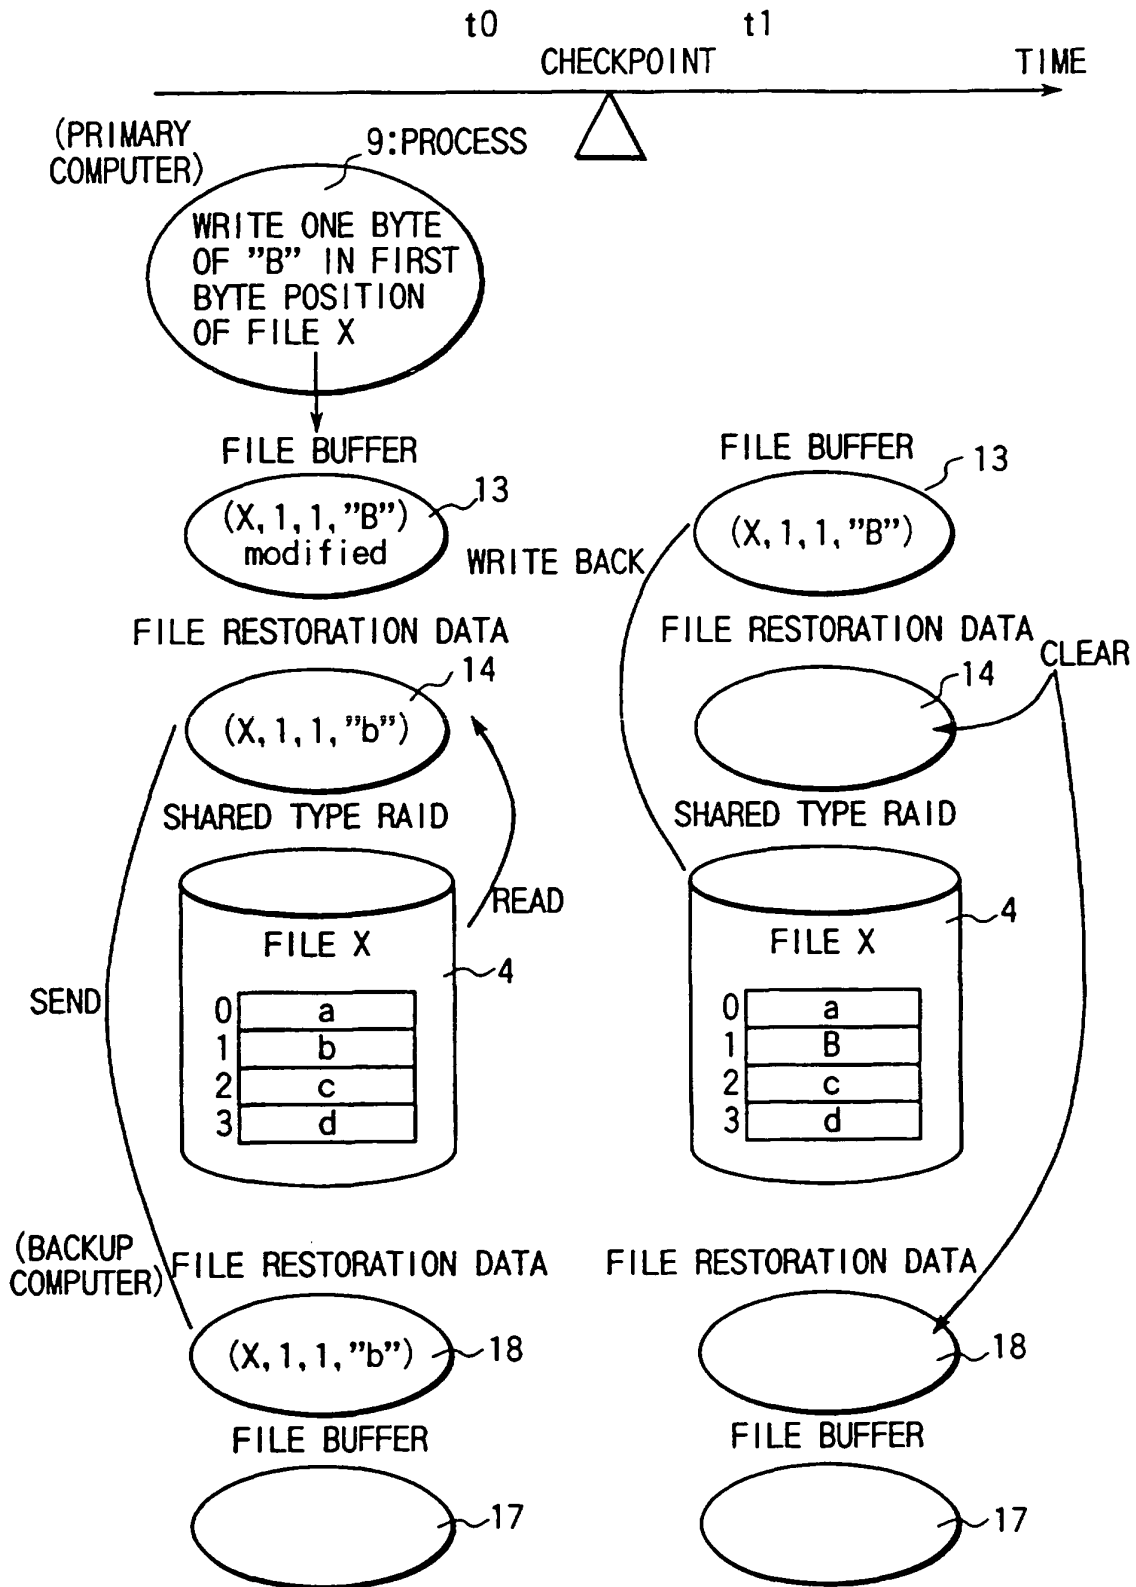 t0 t1
CHECKPOINT TIME
(PRIMARY
COMPUTER)
9:PROCESS
WRITE ONE BYTE
OF "B" IN FIRST
BYTE POSITION
OF FILE X
FILE BUFFER
13
(X,1,1,"B")
modified
WRITE BACK
FILE BUFFER
13
(X,1,1,"B")
FILE RESTORATION DATA
14
(X,1,1,"b")
FILE RESTORATION DATA
14
CLEAR
SHARED TYPE RAID
READ
FILE X
4
0 a
1 b
2 c
3 d
SEND
SHARED TYPE RAID
4
FILE X
0 a
1 B
2 c
3 d
(BACKUP
COMPUTER)
FILE RESTORATION DATA
(X,1,1,"b")
18
FILE RESTORATION DATA
18
FILE BUFFER
17
FILE BUFFER
17